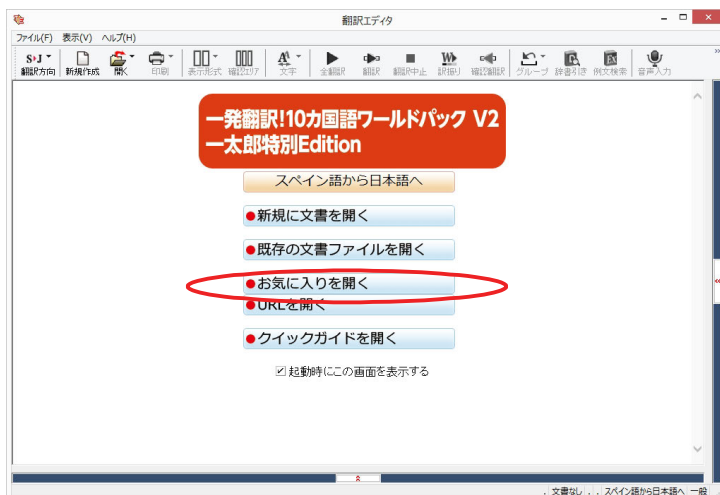 翻訳エディタ
ファイル(F) 表示(V) ヘルプ(H)
S›J
翻訳方向 新規作成 開く 印刷 表示形式 確認エリア 文字 全翻訳 翻訳 翻訳中止 訳振り 確認翻訳 グループ 辞書引き 例文検索 音声入力
一発翻訳!10カ国語ワールドパック V2
一太郎特別Edition
スペイン語から日本語へ
新規に文書を開く
既存の文書ファイルを開く
お気に入りを開く
URLを開く
クイックガイドを開く
起動時にこの画面を表示する
文書なし スペイン語から日本語へ 一般